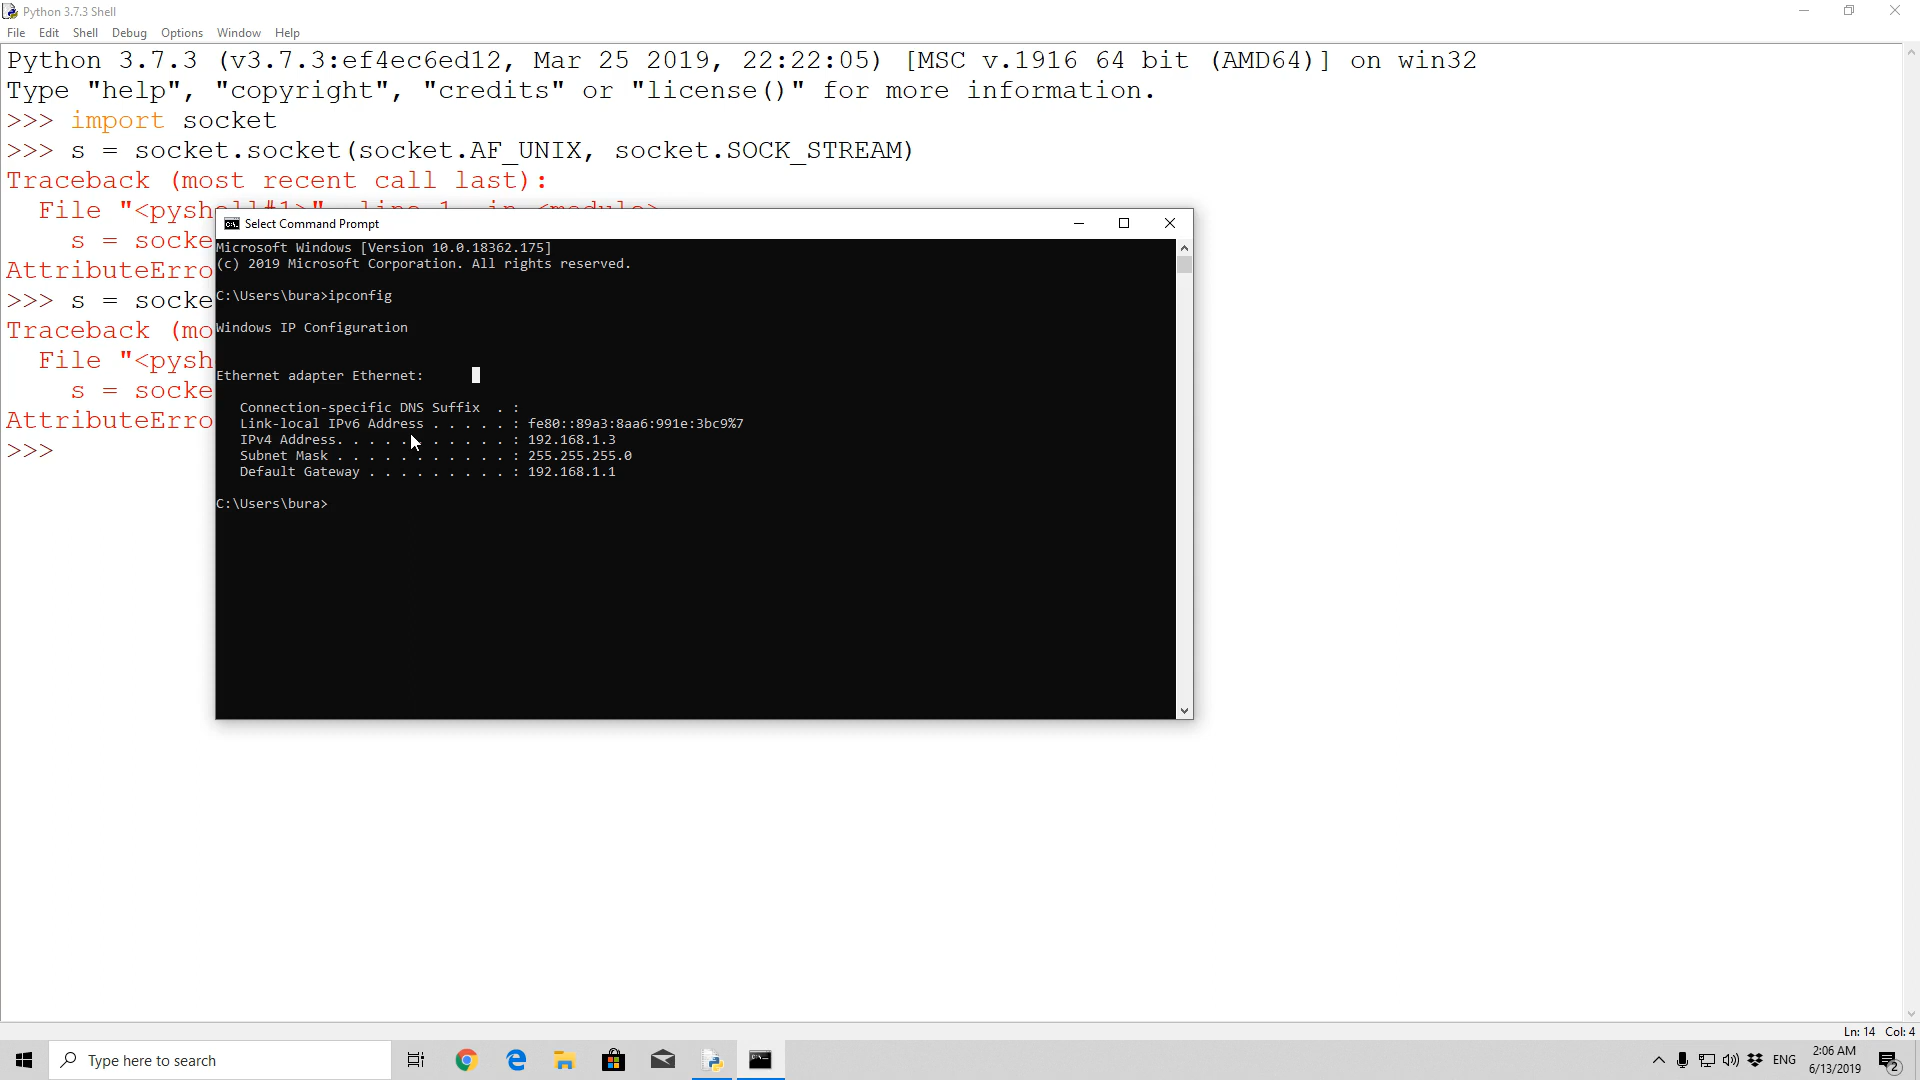 Python 3.7.3 Shell
File Edit Shell Debug Options Window Help
Python 3.7.3 (v3.7.3:ef4ec6ed12, Mar 25 2019, 22:22:05) [MSC v.1916 64 bit (AMD64)] on win32
Type "help", "copyright", "credits" or "license()" for more information.
>>> import socket
>>> s = socket.socket(socket.AF_UNIX, socket.SOCK_STREAM)
Traceback (most recent call last):
File "<pyshell#1>", line 1, in <module>
s = socke
AttributeErro
>>> s = socke
Traceback (mo
File "<pysh
s = socke
AttributeErro
>>>
Select Command Prompt
Microsoft Windows [Version 10.0.18362.175]
(c) 2019 Microsoft Corporation. All rights reserved.
C:\Users\bura>ipconfig
Windows IP Configuration
Ethernet adapter Ethernet:
Connection-specific DNS Suffix . :
Link-local IPv6 Address . . . . . : fe80::89a3:8aa6:991e:3bc9%7
IPv4 Address. . . . . . . . . . . : 192.168.1.3
Subnet Mask . . . . . . . . . . . : 255.255.255.0
Default Gateway . . . . . . . . . : 192.168.1.1
C:\Users\bura>
Ln: 14 Col: 4
Type here to search
ENG
2:06 AM
6/13/2019
2